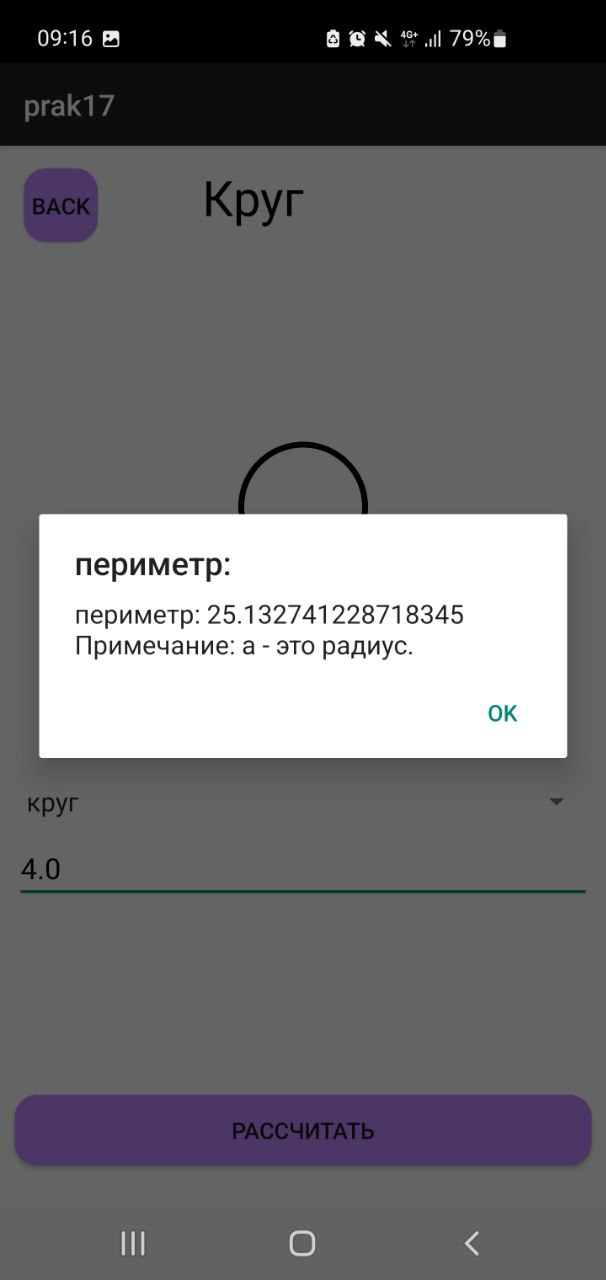 09:16
4G+
79%
prak17
BACK
Круг
периметр:
периметр: 25.132741228718345
Примечание: а - это радиус.
OK
круг
4.0
РАССЧИТАТЬ